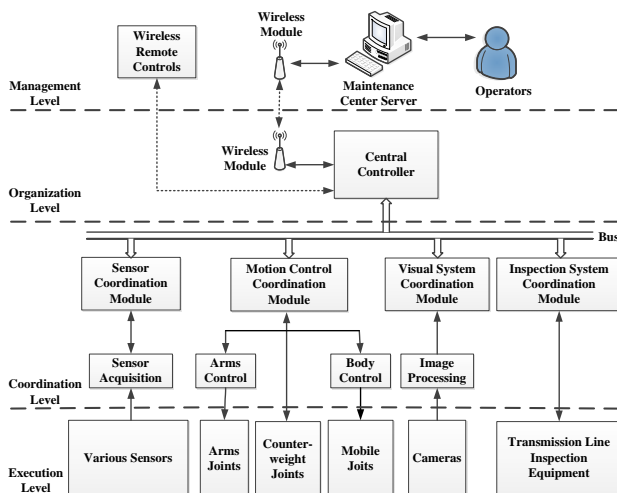 Wireless
Remote
Controls
Wireless
Module
Maintenance
Center Server
Operators
Management
Level
Wireless
Module
Central
Controller
Organization
Level
Bus
Sensor
Coordination
Module
Motion Control
Coordination
Module
Visual System
Coordination
Module
Inspection System
Coordination
Module
Sensor
Acquisition
Arms
Control
Body
Control
Image
Processing
Coordination
Level
Various Sensors
Arms
Joints
Counter-
weight
Joints
Mobile
Joits
Cameras
Transmission Line
Inspection
Equipment
Execution
Level